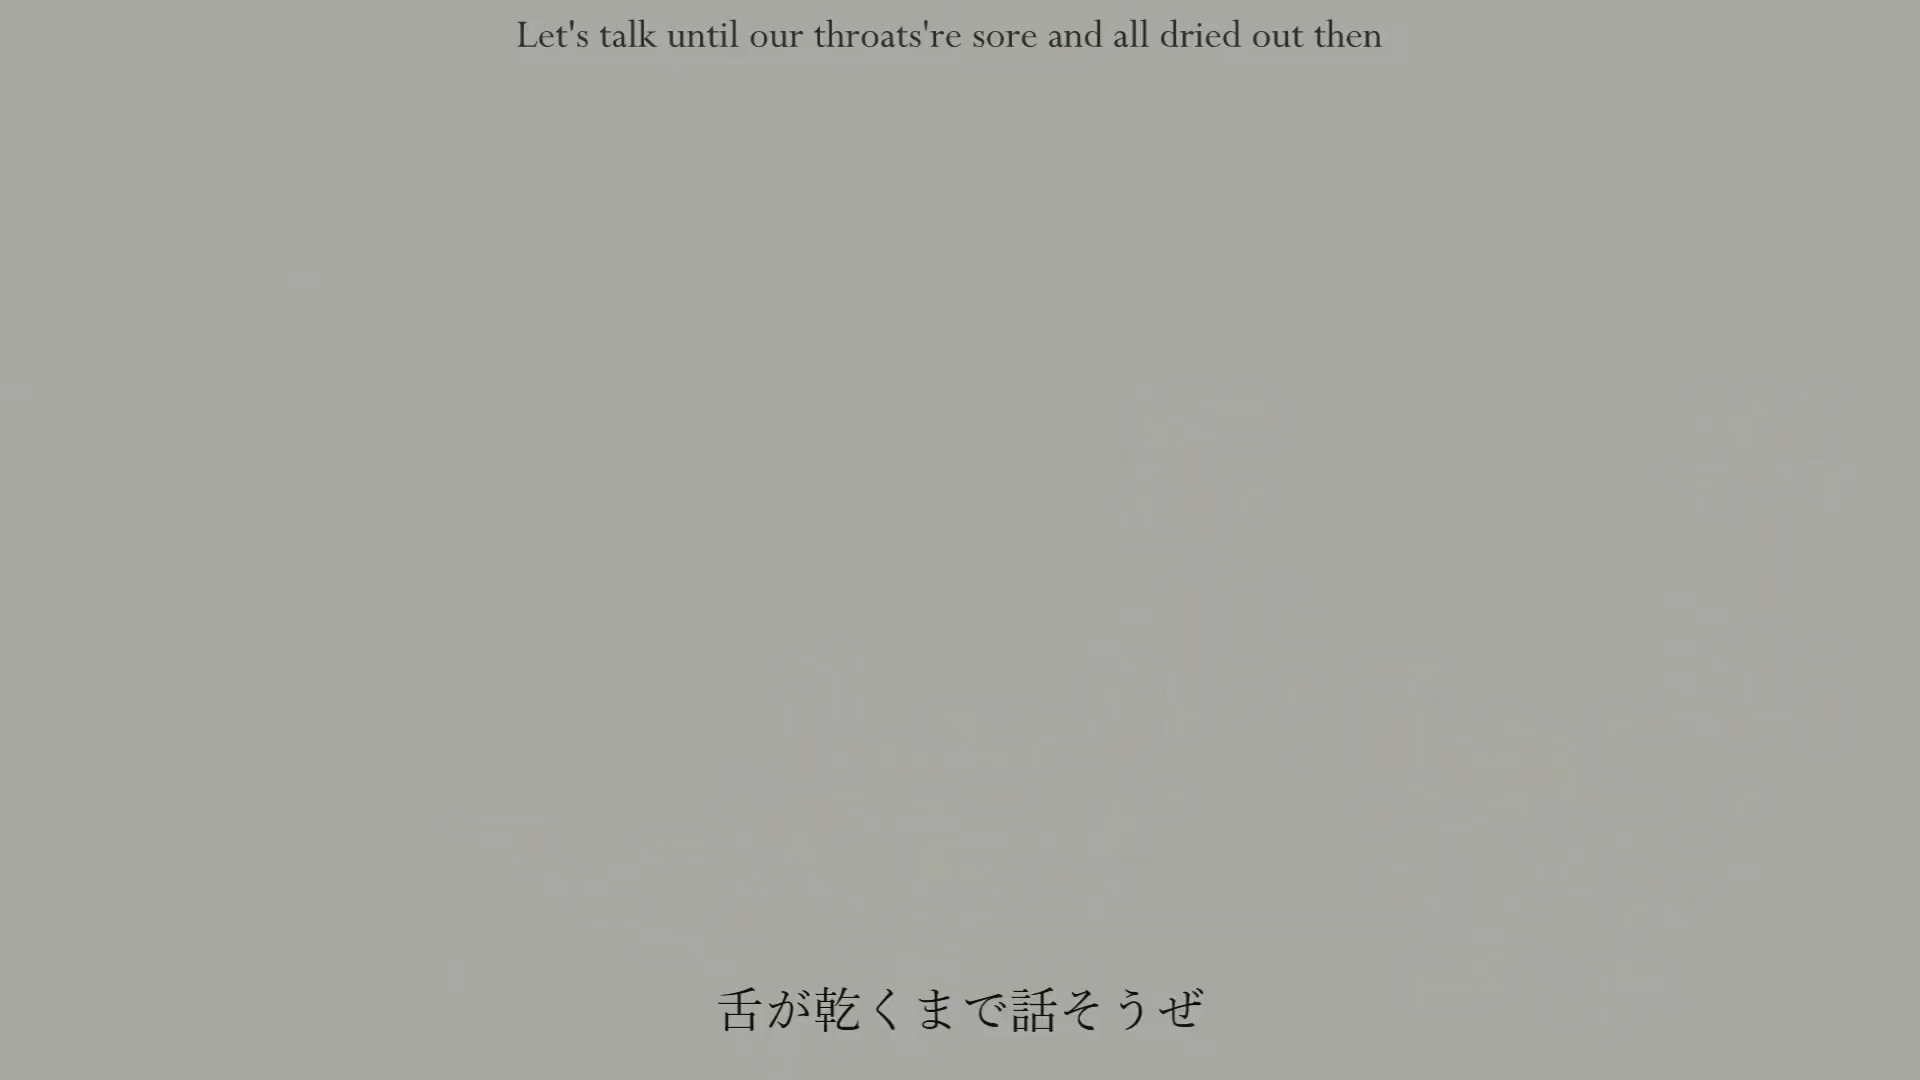 Let's talk until our throats're sore and all dried out then
舌が乾くまで話そうぜ